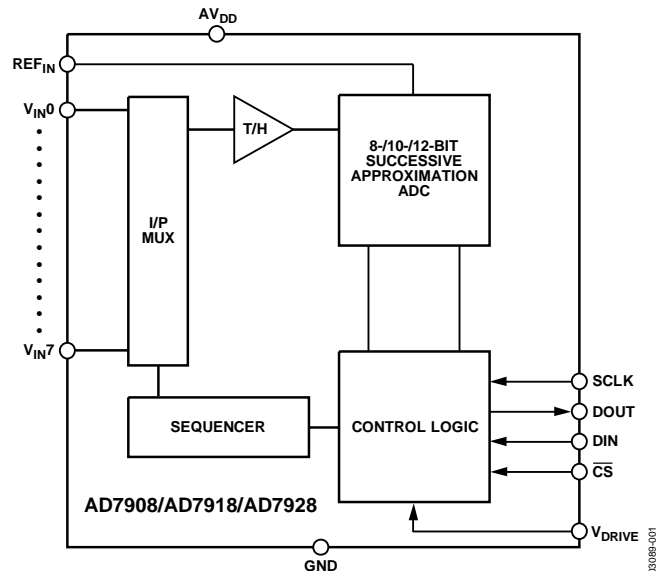 AVDD
REFIN
VIN0
T/H
8-/10-/12-BIT
SUCCESSIVE
APPROXIMATION
ADC
I/P
MUX
VIN7
SCLK
SEQUENCER
CONTROL LOGIC
DOUT
DIN
CS
AD7908/AD7918/AD7928
VDRIVE
GND
03089-001